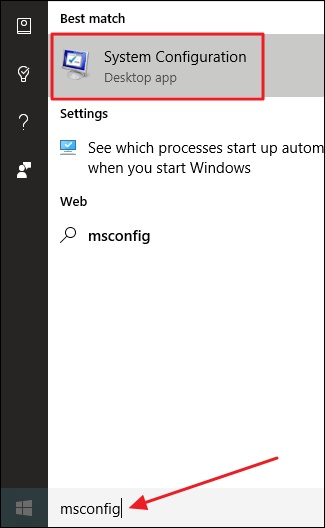 Best match
System Configuration
Desktop app
Settings
See which processes start up autom
when you start Windows
Web
msconfig
msconfig